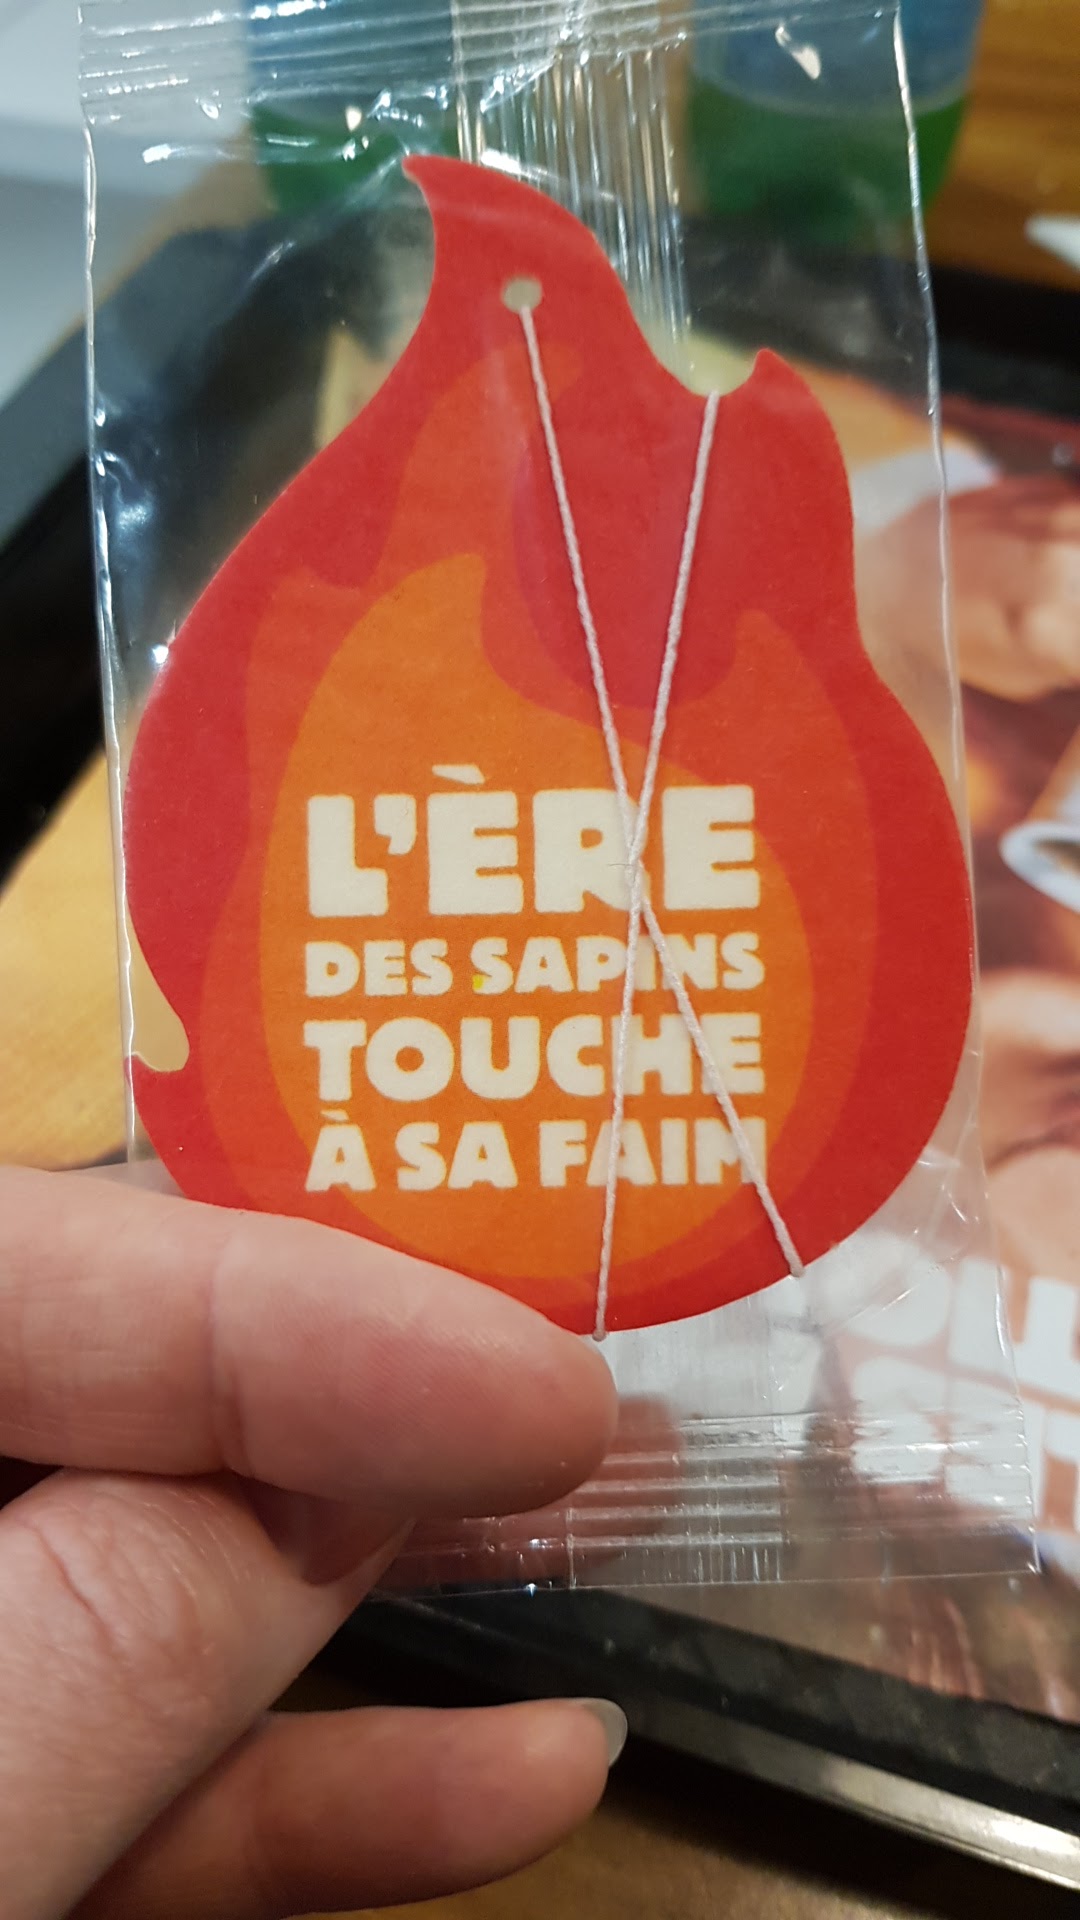 L'ÈRE
DES SAPINS
TOUCHE
À SA FAIM